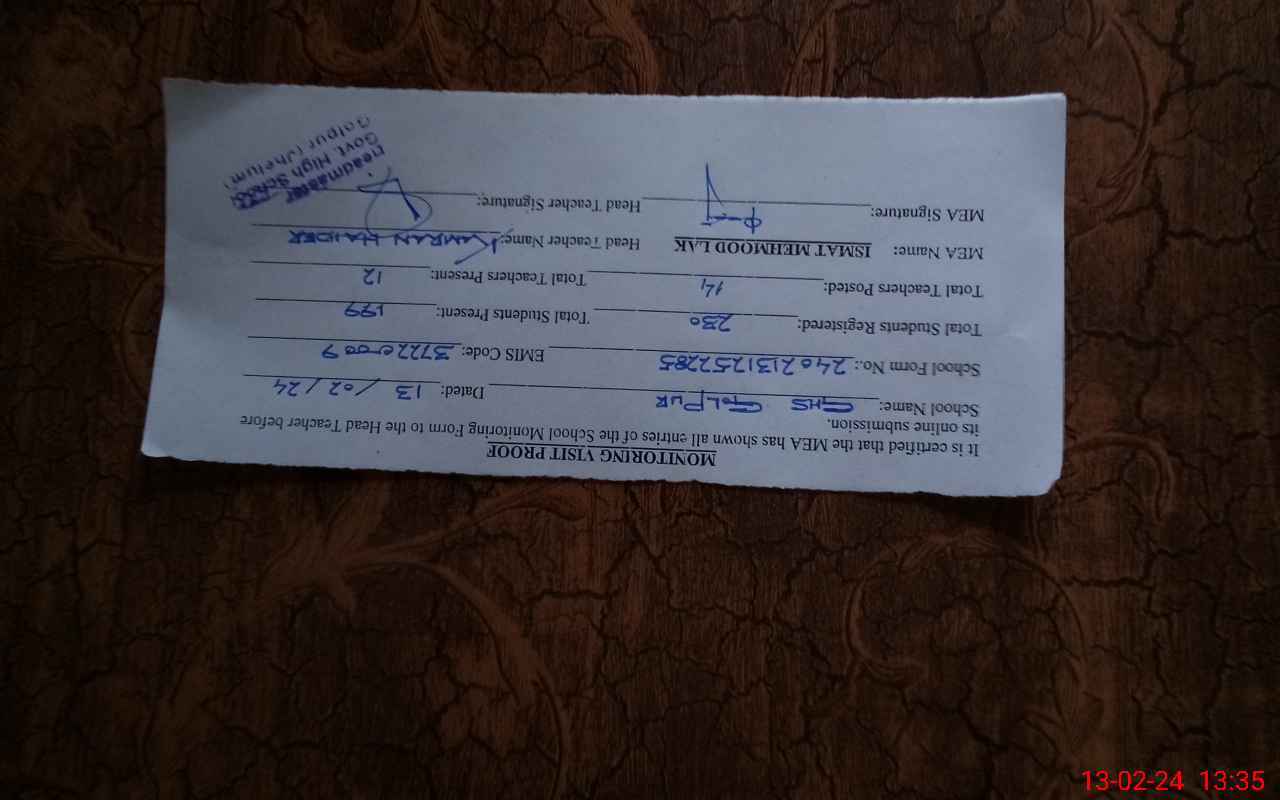 MONITORING VISIT PROOF
It is certified that the MEA has shown all entries of the School Monitoring Form to the Head Teacher before
its online submission.
School Name: GHS GOLPUR Dated: 13/02/24
School Form No.: 2402131252285 EMIS Code: 37220009
Total Students Registered: 230 Total Students Present: 199
Total Teachers Posted: 14 Total Teachers Present: 12
MEA Name: ISMAT MEHMOOD LAK Head Teacher Name: KAMRAN HAIDER
MEA Signature: Head Teacher Signature:
Headmaster
Govt. High School
Golpur (Jhelum)
13-02-24 13:35